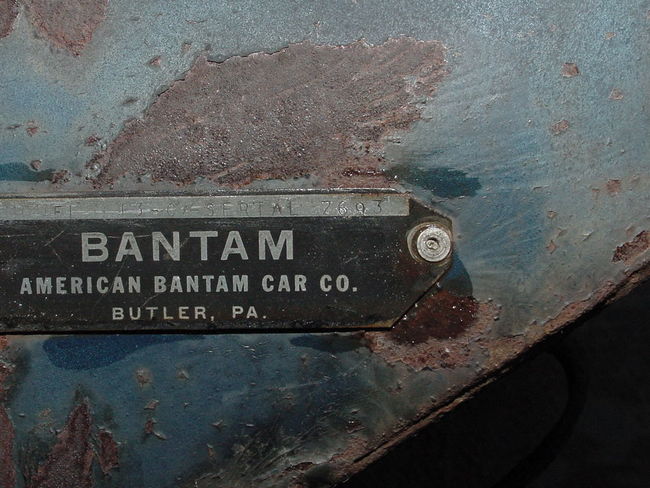 SERIAL 7693
BANTAM
AMERICAN BANTAM CAR CO.
BUTLER, PA.